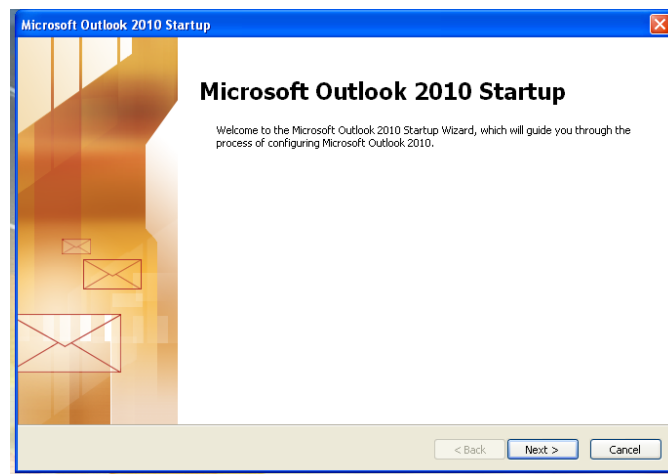 Microsoft Outlook 2010 Startup
Microsoft Outlook 2010 Startup
Welcome to the Microsoft Outlook 2010 Startup Wizard, which will guide you through the
process of configuring Microsoft Outlook 2010.
< Back Next > Cancel